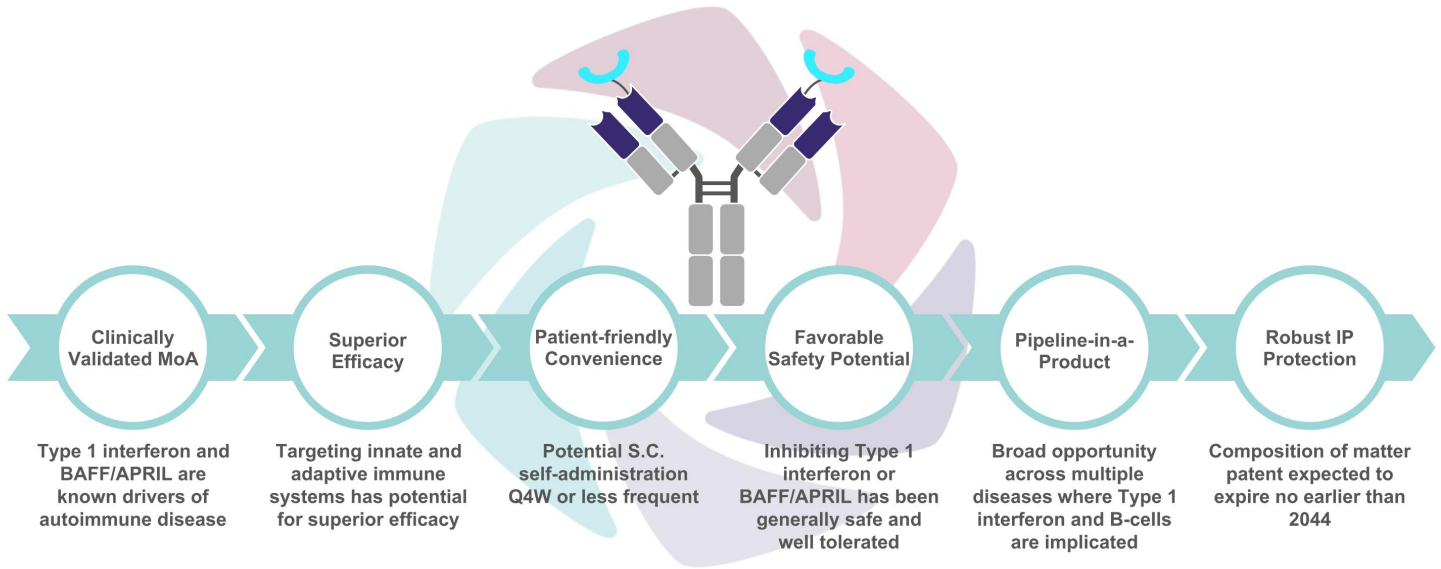 Clinically
Validated MoA
Superior
Efficacy
Patient-friendly
Convenience
Favorable
Safety Potential
Pipeline-in-a-
Product
Robust IP
Protection
Type 1 interferon and
BAFF/APRIL are
known drivers of
autoimmune disease
Targeting innate and
adaptive immune
systems has potential
for superior efficacy
Potential S.C.
self-administration
Q4W or less frequent
Inhibiting Type 1
interferon or
BAFF/APRIL has been
generally safe and
well tolerated
Broad opportunity
across multiple
diseases where Type 1
interferon and B-cells
are implicated
Composition of matter
patent expected to
expire no earlier than
2044